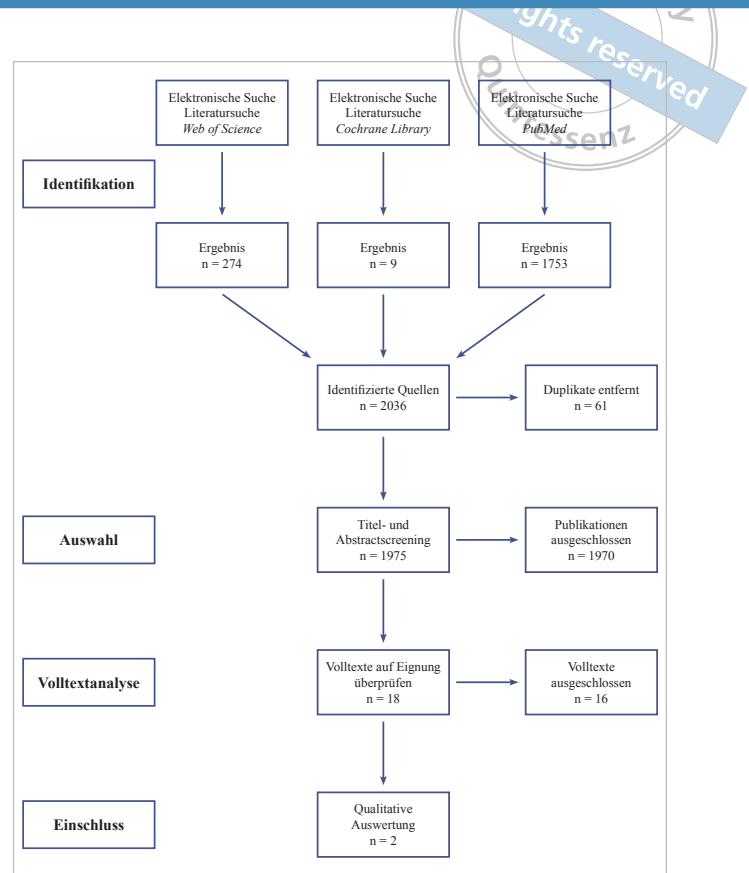 ghts reserved
Quintessenz
Elektronische Suche
Literatursuche
Web of Science
Elektronische Suche
Literatursuche
Cochrane Library
Elektronische Suche
Literatursuche
PubMed
Identifikation
Ergebnis
n = 274
Ergebnis
n = 9
Ergebnis
n = 1753
Identifizierte Quellen
n = 2036
Duplikate entfernt
n = 61
Auswahl
Titel- und
Abstractscreening
n = 1975
Publikationen
ausgeschlossen
n = 1970
Volltextanalyse
Volltexte auf Eignung
überprüfen
n = 18
Volltexte
ausgeschlossen
n = 16
Einschluss
Qualitative
Auswertung
n = 2